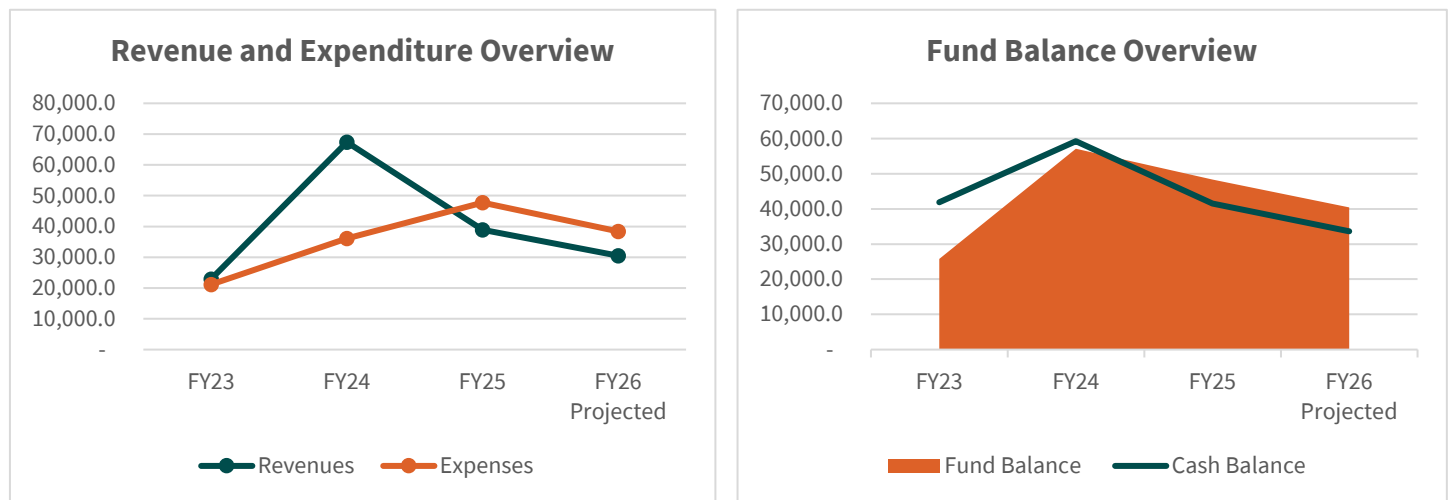 Revenue and Expenditure Overview
80,000.0
70,000.0
60,000.0
50,000.0
40,000.0
30,000.0
20,000.0
10,000.0
-
FY23 FY24 FY25 FY26
Projected
Revenues Expenses
Fund Balance Overview
70,000.0
60,000.0
50,000.0
40,000.0
30,000.0
20,000.0
10,000.0
-
FY23 FY24 FY25 FY26
Projected
Fund Balance Cash Balance